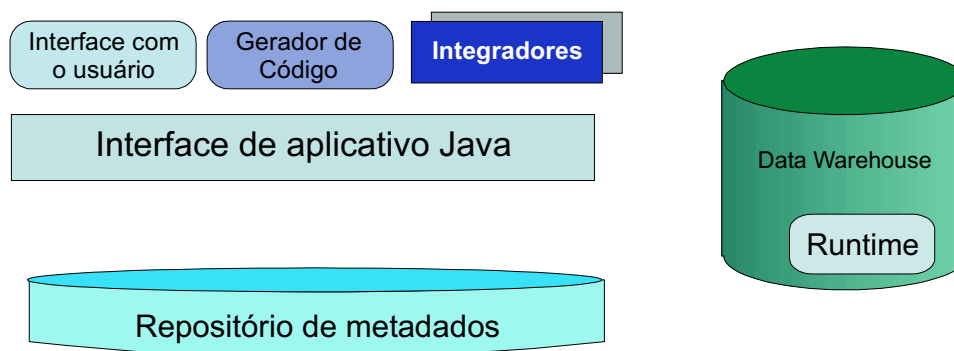 Interface com
o usuário
Gerador de
Código
Integradores
Interface de aplicativo Java
Data Warehouse
Runtime
Repositório de metadados